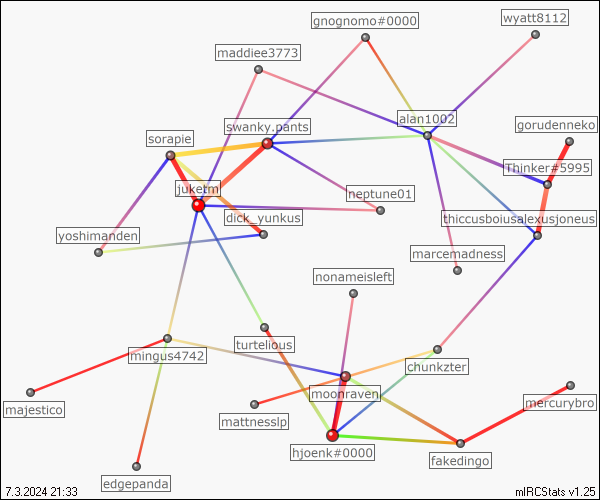 wyatt8112
gnognomo#0000
maddiee3773
alan1002
swanky.pants
gorudenneko
sorapie
Thinker#5995
juketrn
neptune01
dick_yunkus
thiccusboiusalexusjoneus
yoshimanden
marcemadness
nonameisleft
turtelious
mingus4742
chunkzter
moonraven
majestico
mattnesslp
mercurybro
hjoenk#0000
fakedingo
edgepanda
7.3.2024 21:33
mIRCStats v1.25